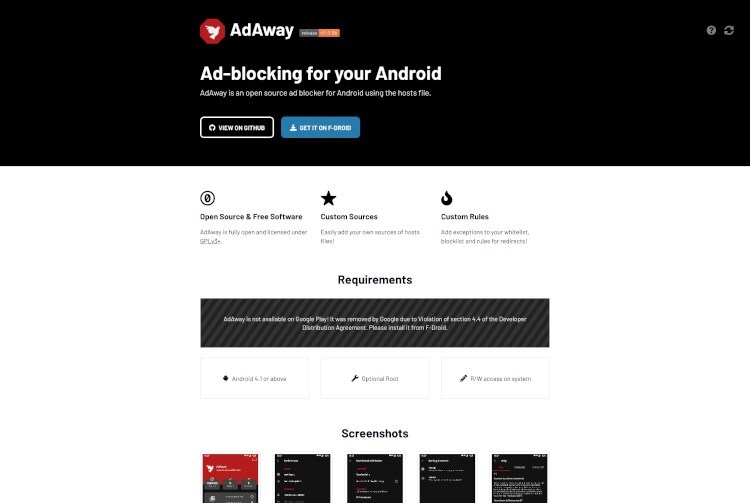 AdAway
release
Ad-blocking for your Android
AdAway is an open source ad blocker for Android using the hosts file.
VIEW ON GITHUB
GET IT ON F-DROID
Open Source & Free Software
AdAway is fully open and licensed under
GPLv3+.
Custom Sources
Easily add your own sources of hosts
files!
Custom Rules
Add exceptions to your whitelist,
blocklist and rules for redirects!
Requirements
AdAway is not available on Google Play! It was removed by Google due to Violation of section 4.4 of the Developer
Distribution Agreement. Please install it from F-Droid.
Android 4.1 or above
Optional Root
R/W access on system
Screenshots
AdAway